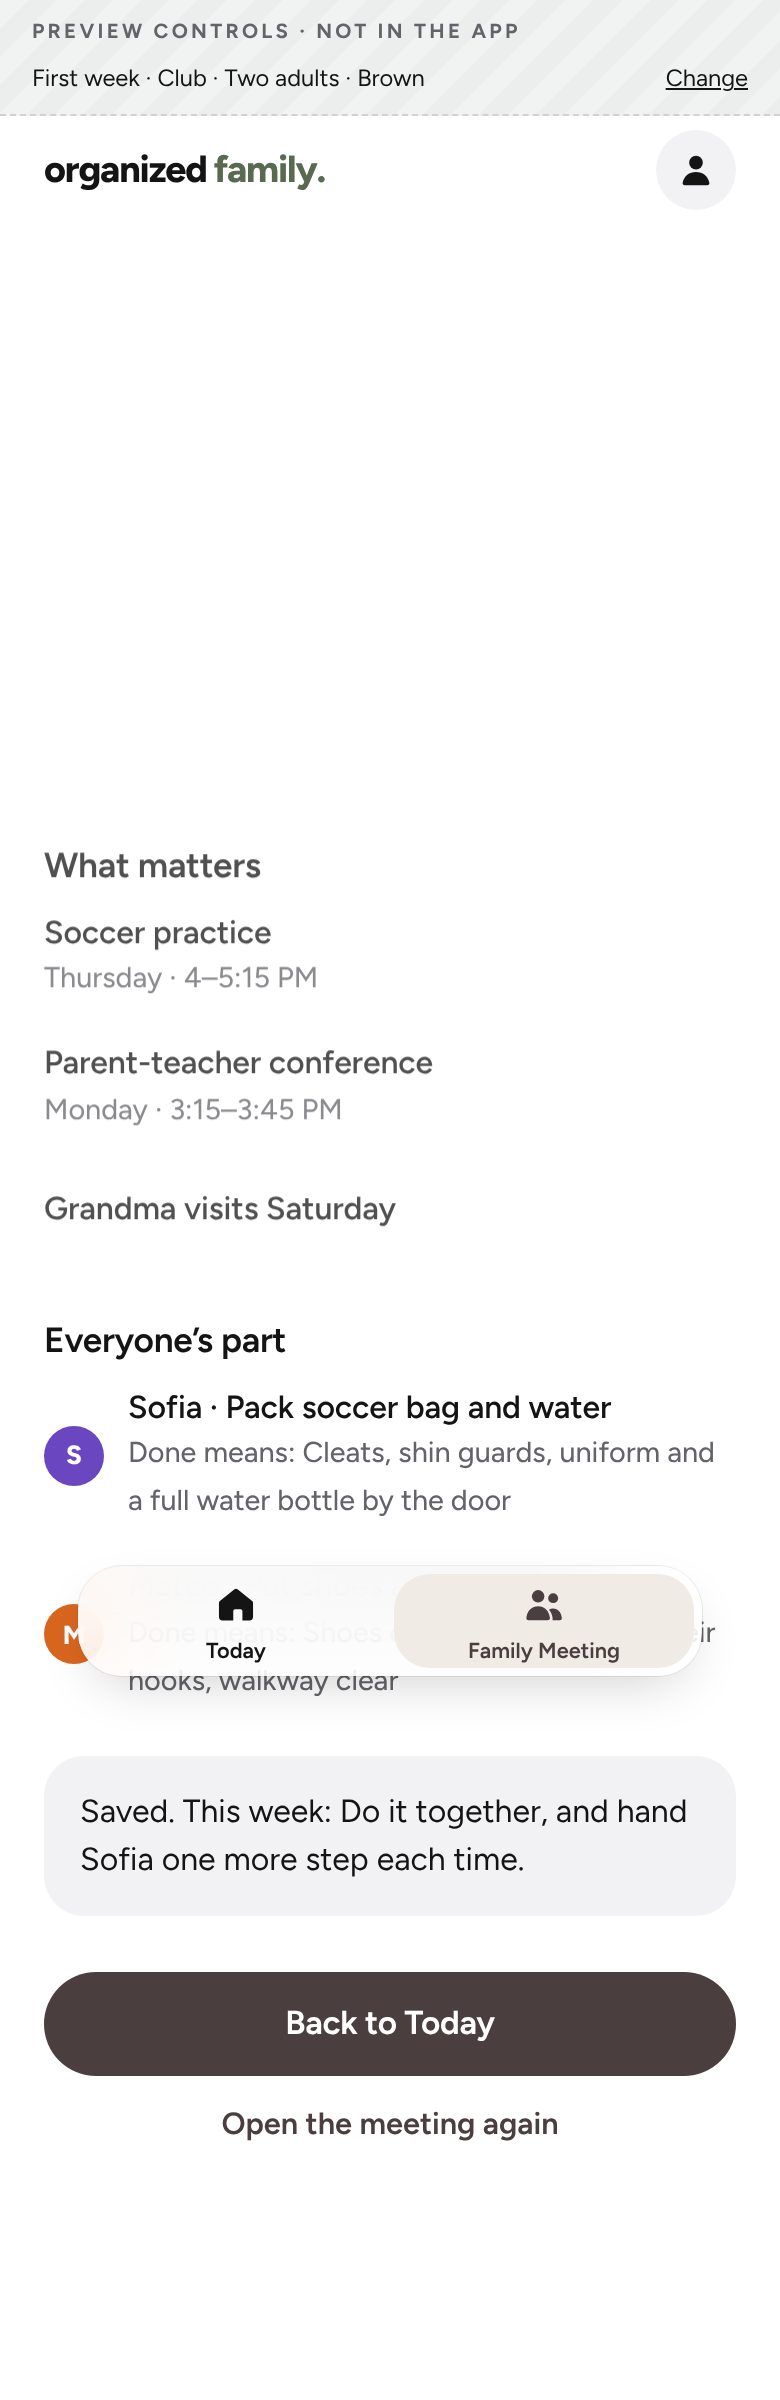 PREVIEW CONTROLS · NOT IN THE APP
First week · Club · Two adults · Brown
Change
organized family.
What matters
Soccer practice
Thursday · 4–5:15 PM
Parent-teacher conference
Monday · 3:15–3:45 PM
Grandma visits Saturday
Everyone’s part
Sofia · Pack soccer bag and water
S
Done means: Cleats, shin guards, uniform and
a full water bottle by the door
M
Done means: Shoes
Today
Family Meeting
hooks, walkway clear
Saved. This week: Do it together, and hand
Sofia one more step each time.
Back to Today
Open the meeting again